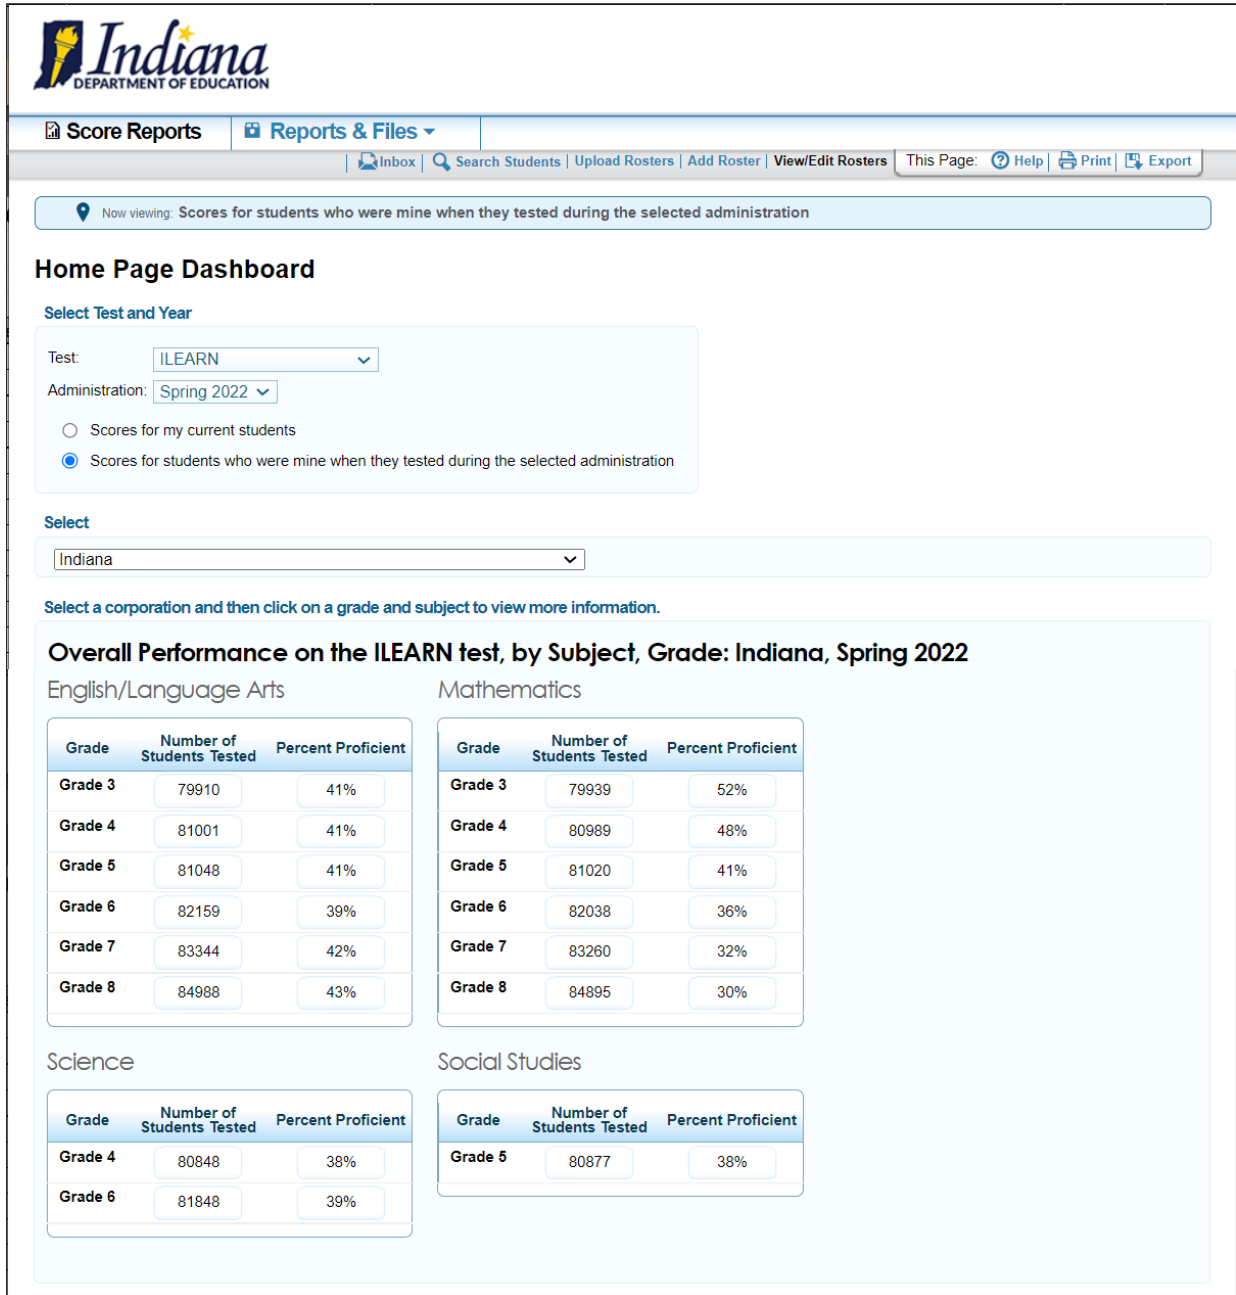 Indiana
DEPARTMENT OF EDUCATION
Score Reports Reports & Files
Inbox | Search Students | Upload Rosters | Add Roster | View/Edit Rosters This Page: Help | Print | Export
Now viewing: Scores for students who were mine when they tested during the selected administration
Home Page Dashboard
Select Test and Year
Test: ILEARN
Administration: Spring 2022
Scores for my current students
Scores for students who were mine when they tested during the selected administration
Select
Indiana
Select a corporation and then click on a grade and subject to view more information.
Overall Performance on the ILEARN test, by Subject, Grade: Indiana, Spring 2022
English/Language Arts
Grade Number of Students Tested Percent Proficient
Grade 3 79910 41%
Grade 4 81001 41%
Grade 5 81048 41%
Grade 6 82159 39%
Grade 7 83344 42%
Grade 8 84988 43%
Mathematics
Grade Number of Students Tested Percent Proficient
Grade 3 79939 52%
Grade 4 80989 48%
Grade 5 81020 41%
Grade 6 82038 36%
Grade 7 83260 32%
Grade 8 84895 30%
Science
Grade Number of Students Tested Percent Proficient
Grade 4 80848 38%
Grade 6 81848 39%
Social Studies
Grade Number of Students Tested Percent Proficient
Grade 5 80877 38%